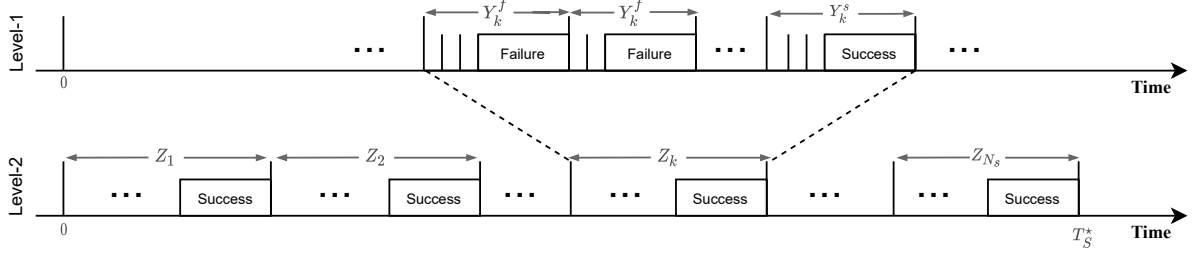 Level-1
Y_k^f Y_k^f Y_k^s
... Failure Failure ... Success ...
0
Time
Level-2
Z_1 Z_2 Z_k Z_{N_s}
... Success ... Success ... ... Success ... ... Success
0 T_S^⋆ Time